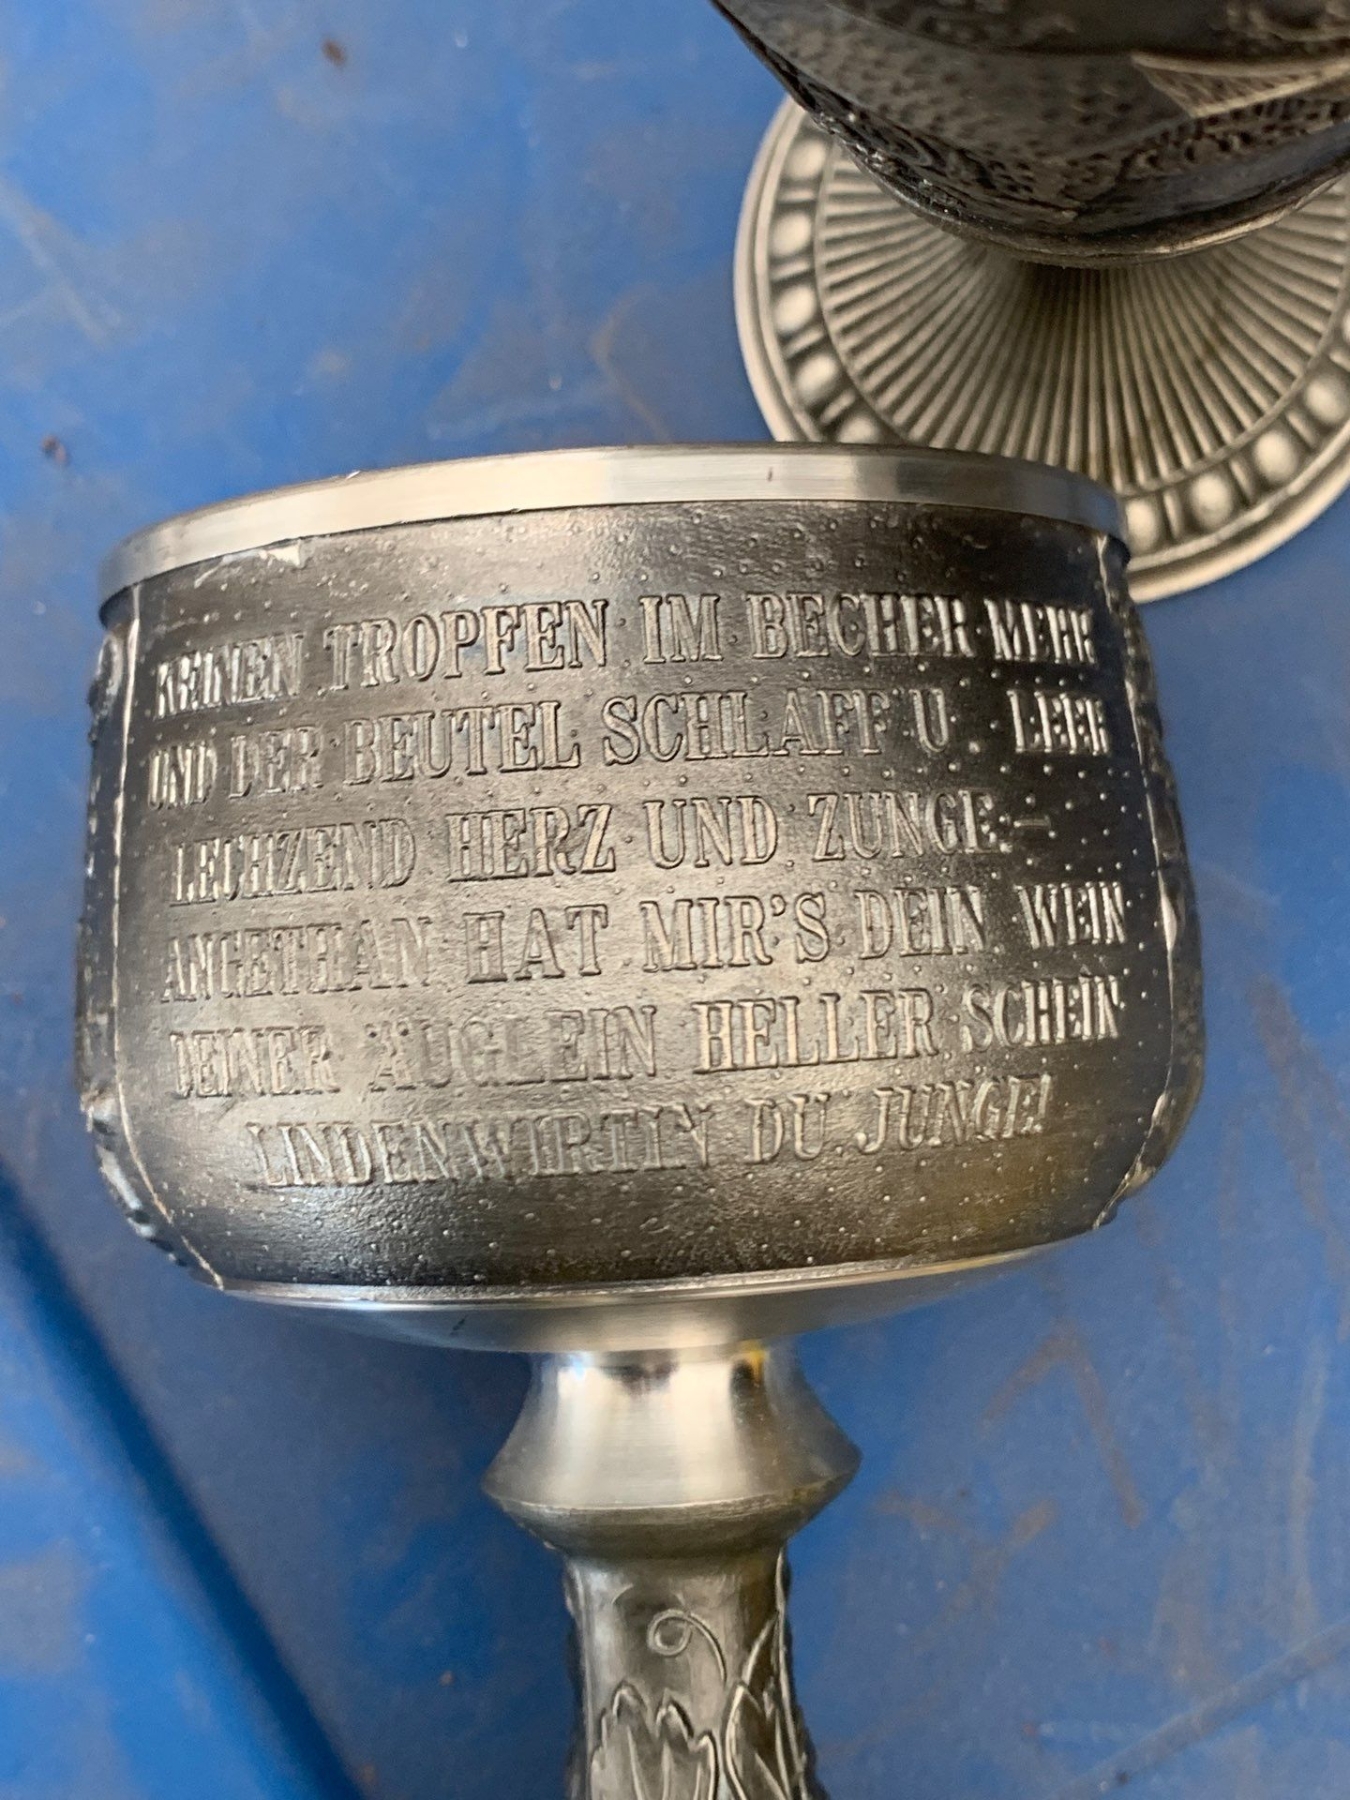 KEINEN TROPFEN IM BECHER MEHR
UND DER BEUTEL SCHLAFF U. LEER
LECHZEND HERZ UND ZUNGE.–
ANGETHAN HAT MIR'S DEIN WEIN
DEINER ÄUGLEIN HELLER SCHEIN
LINDENWIRTIN DU JUNGE!